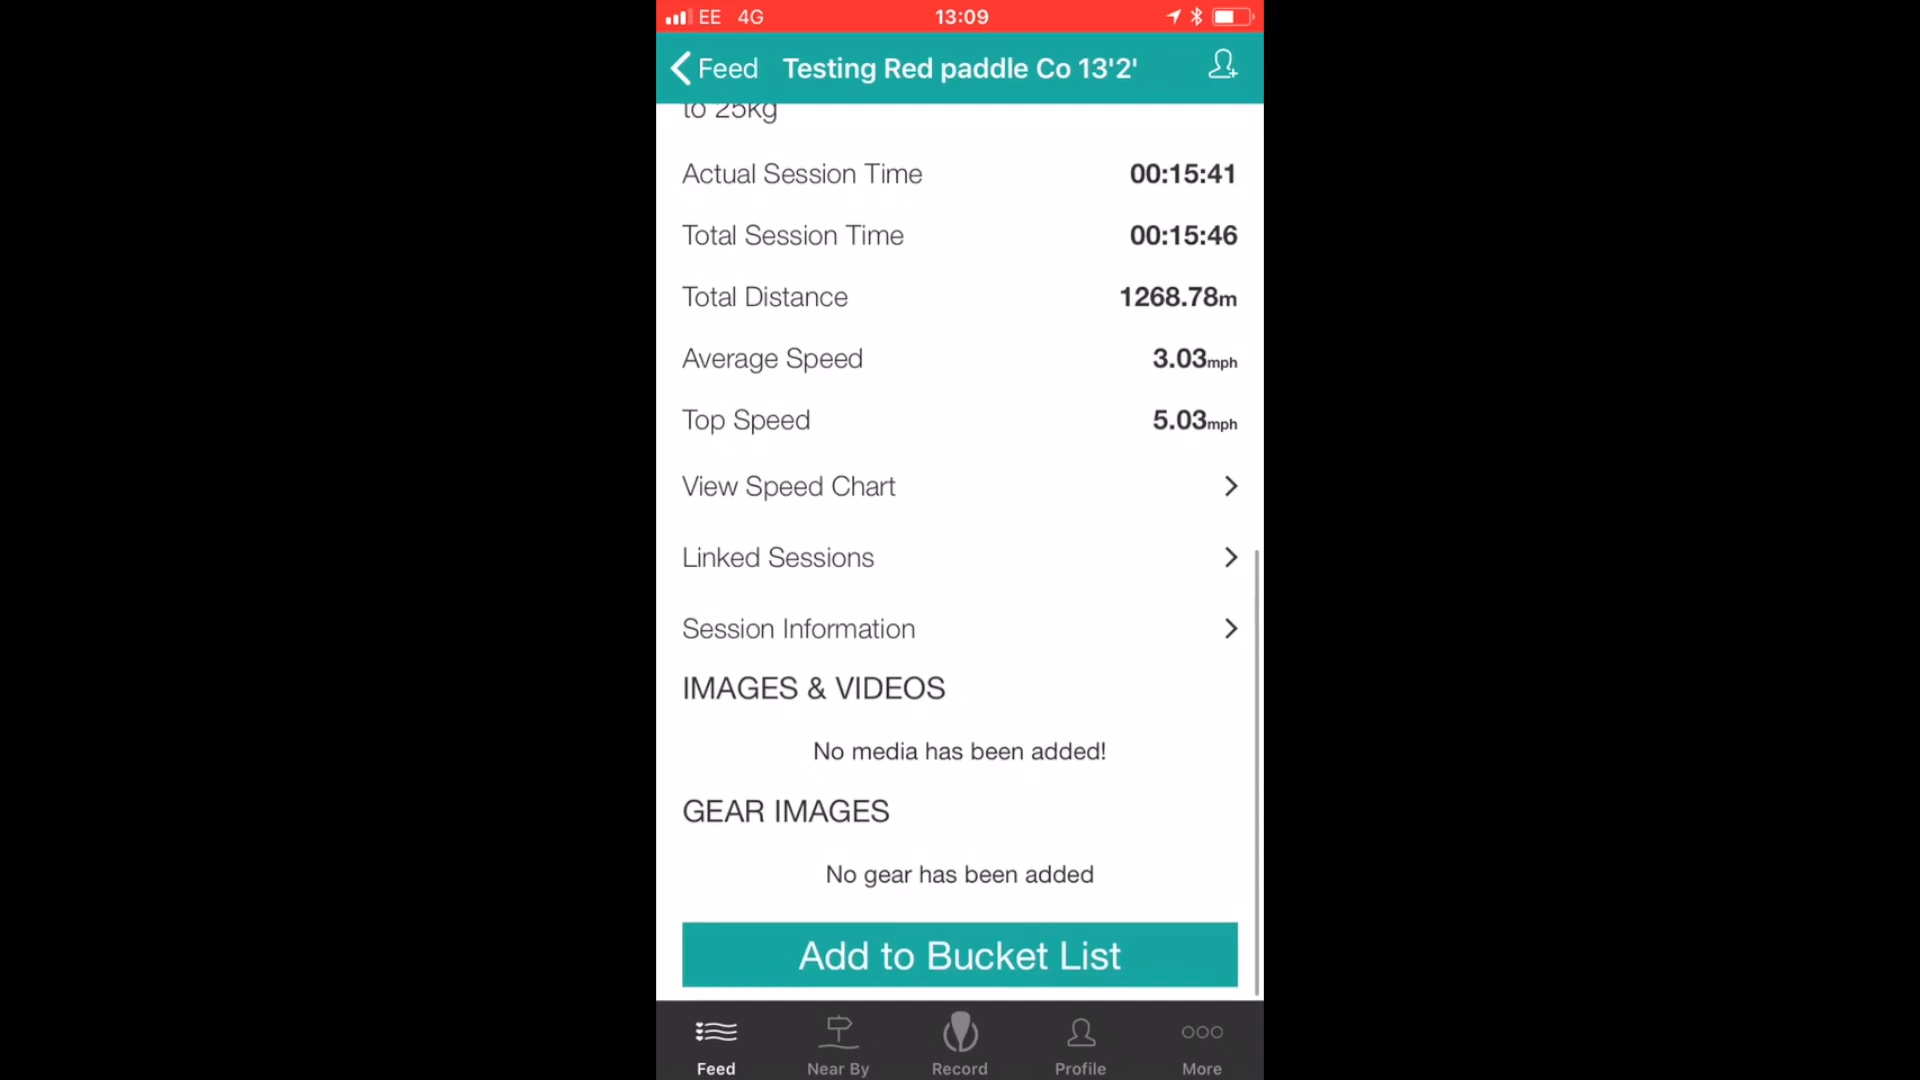 EE 4G 13:09
Feed Testing Red paddle Co 13'2'
to 25kg
Actual Session Time 00:15:41
Total Session Time 00:15:46
Total Distance 1268.78m
Average Speed 3.03mph
Top Speed 5.03mph
View Speed Chart
Linked Sessions
Session Information
IMAGES & VIDEOS
No media has been added!
GEAR IMAGES
No gear has been added
Add to Bucket List
Feed Near By Record Profile More